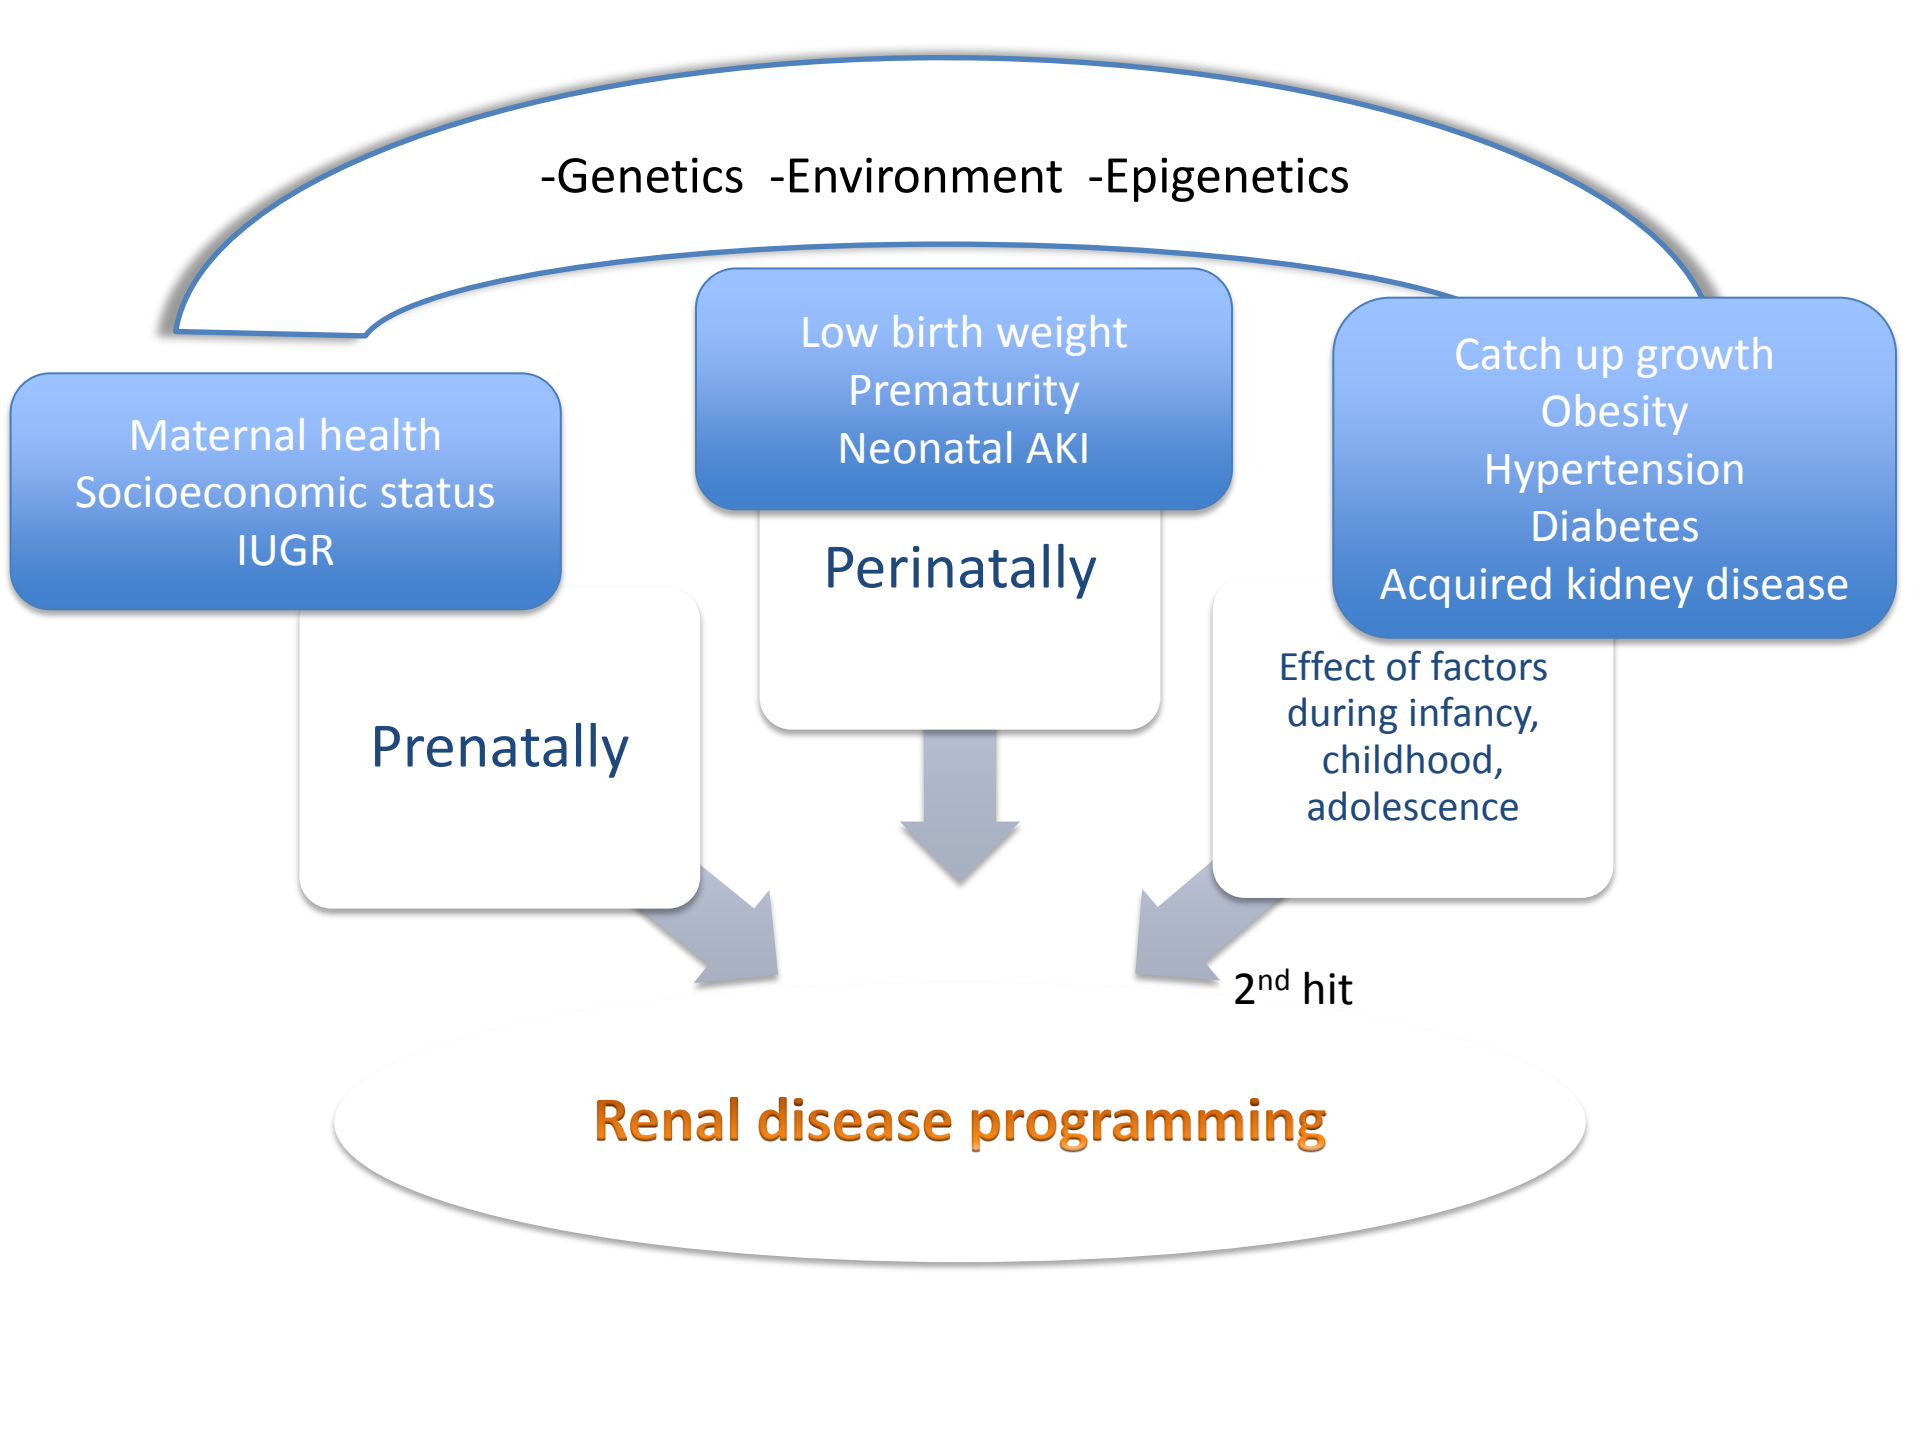 -Genetics  -Environment  -Epigenetics
Maternal health
Socioeconomic status
IUGR
Prenatally
Low birth weight
Prematurity
Neonatal AKI
Perinatally
Catch up growth
Obesity
Hypertension
Diabetes
Acquired kidney disease
Effect of factors
during infancy,
childhood,
adolescence
2nd hit
Renal disease programming